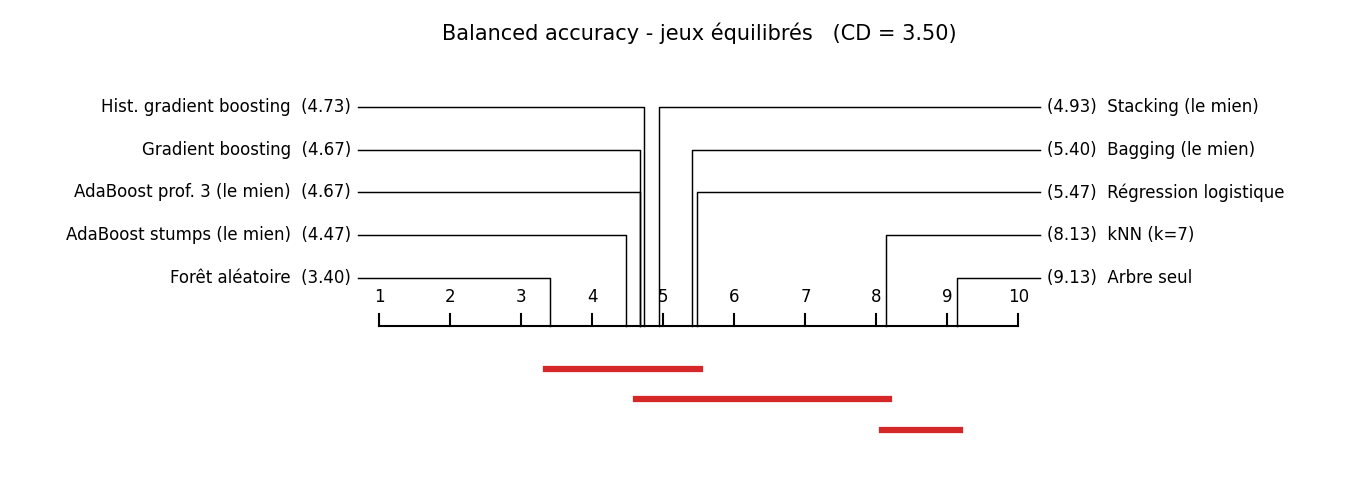 Balanced accuracy - jeux équilibrés (CD = 3.50)
Hist. gradient boosting (4.73)
(4.93) Stacking (le mien)
Gradient boosting (4.67)
(5.40) Bagging (le mien)
AdaBoost prof. 3 (le mien) (4.67)
(5.47) Régression logistique
AdaBoost stumps (le mien) (4.47)
(8.13) kNN (k=7)
Forêt aléatoire (3.40)
(9.13) Arbre seul
1 2 3 4 5 6 7 8 9 10